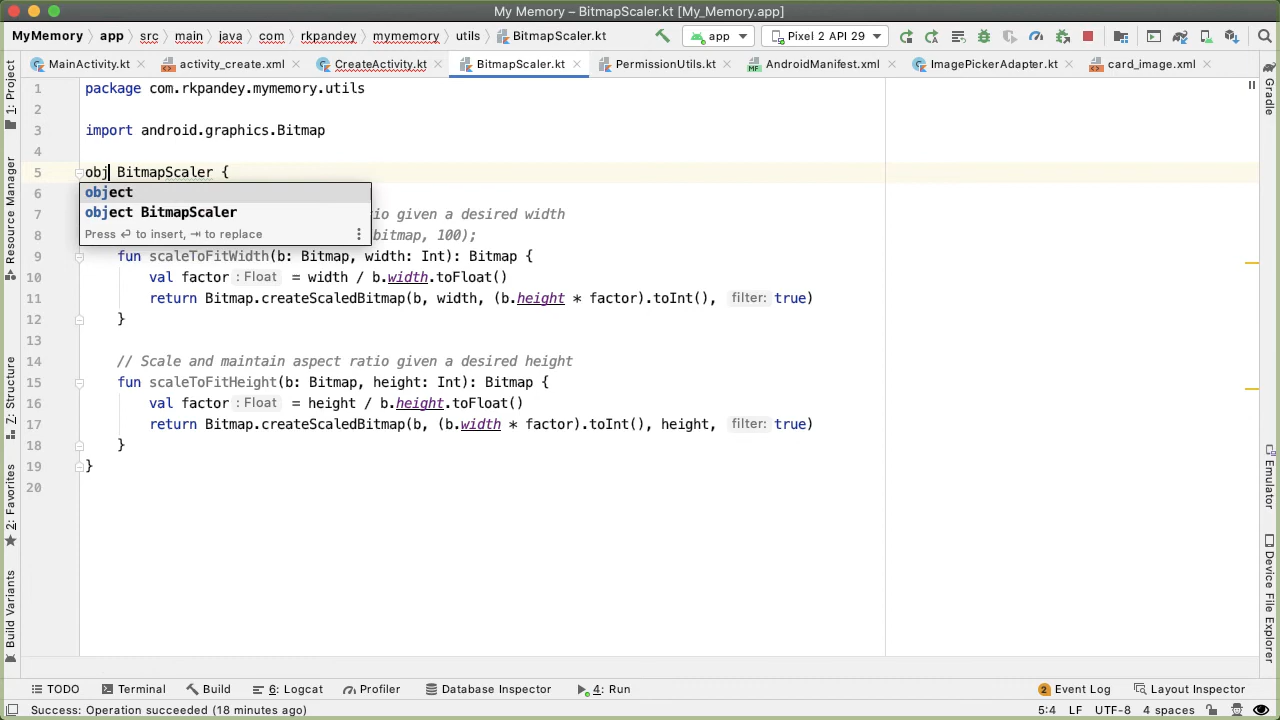 My Memory – BitmapScaler.kt [My_Memory.app]
MyMemory app src main java com rkpandey mymemory utils BitmapScaler.kt app Pixel 2 API 29
MainActivity.kt activity_create.xml CreateActivity.kt BitmapScaler.kt PermissionUtils.kt AndroidManifest.xml ImagePickerAdapter.kt card_image.xml
1 package com.rkpandey.mymemory.utils
2
3 import android.graphics.Bitmap
4
5 obj BitmapScaler {
object
object BitmapScaler
Press ⏎ to insert, ⇥ to replace
6
7 io given a desired width
8 bitmap, 100);
9 fun scaleToFitWidth(b: Bitmap, width: Int): Bitmap {
10 val factor : Float = width / b.width.toFloat()
11 return Bitmap.createScaledBitmap(b, width, (b.height * factor).toInt(), filter: true)
12 }
13
14 // Scale and maintain aspect ratio given a desired height
15 fun scaleToFitHeight(b: Bitmap, height: Int): Bitmap {
16 val factor : Float = height / b.height.toFloat()
17 return Bitmap.createScaledBitmap(b, (b.width * factor).toInt(), height, filter: true)
18 }
19 }
20
1: Project
Resource Manager
7: Structure
2: Favorites
Build Variants
Gradle
Emulator
Device File Explorer
TODO Terminal Build 6: Logcat Profiler Database Inspector 4: Run 2 Event Log Layout Inspector
Success: Operation succeeded (18 minutes ago) 5:4 LF UTF-8 4 spaces